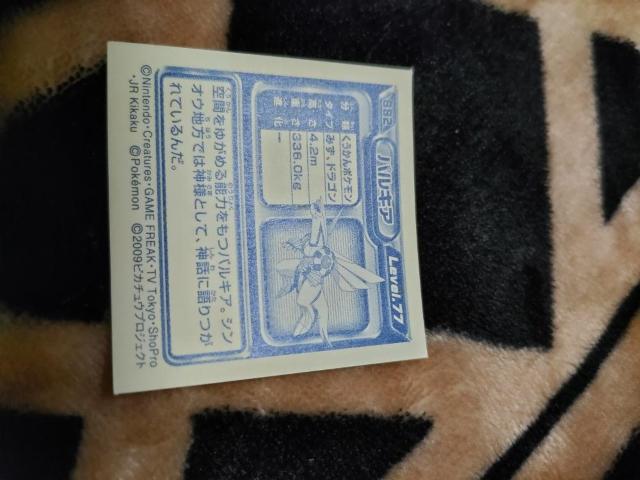 パルキア
Level.77
分類 くうかんポケモン
タイプ みず、ドラゴン
高さ 4.2m
重さ 336.0kg
進化 ー
空間をゆがめる能力をもつパルキア。シン
オウ地方では神様として、神話に語りつが
れているんだ。
©Nintendo・Creatures・GAME FREAK・TV Tokyo・ShoPro
・JR Kikaku ©Pokémon ©2009ピカチュウプロジェクト